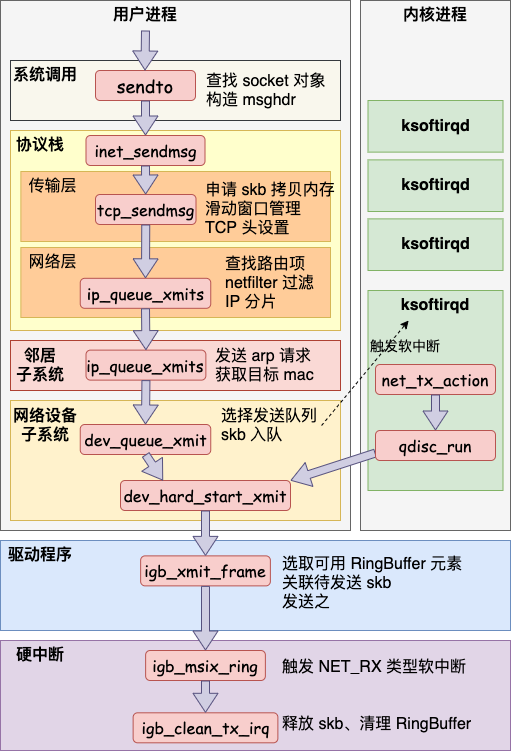 用户进程
内核进程
系统调用
sendto
查找 socket 对象
构造 msghdr
ksoftirqd
协议栈
inet_sendmsg
ksoftirqd
传输层
tcp_sendmsg
申请 skb 拷贝内存
滑动窗口管理
TCP 头设置
ksoftirqd
网络层
ip_queue_xmits
查找路由项
netfilter 过滤
IP 分片
ksoftirqd
触发软中断
邻居
子系统
ip_queue_xmits
发送 arp 请求
获取目标 mac
net_tx_action
网络设备
子系统
dev_queue_xmit
选择发送队列
skb 入队
qdisc_run
dev_hard_start_xmit
驱动程序
igb_xmit_frame
选取可用 RingBuffer 元素
关联待发送 skb
发送之
硬中断
igb_msix_ring
触发 NET_RX 类型软中断
igb_clean_tx_irq
释放 skb、清理 RingBuffer